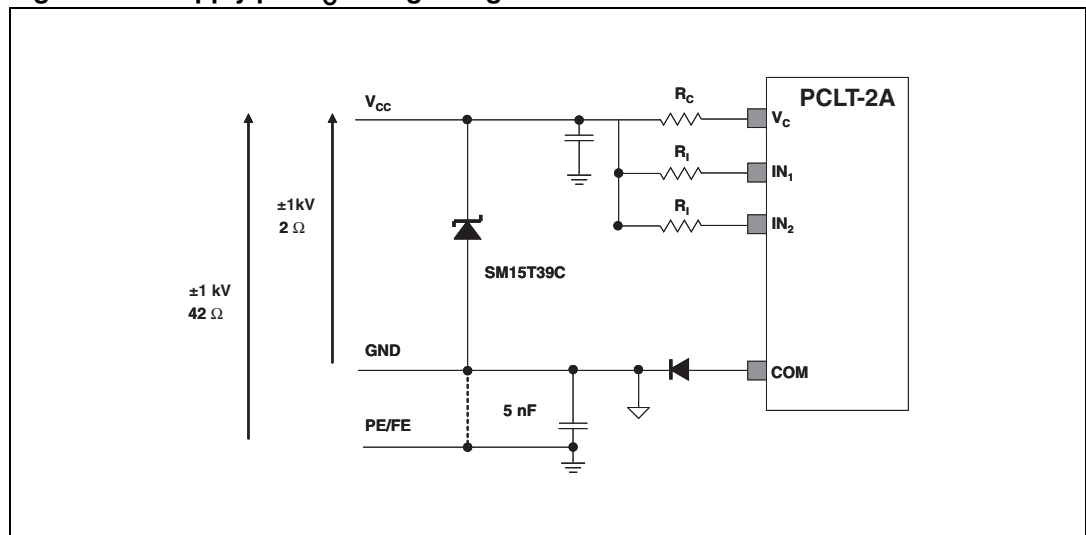 PCLT-2A
V_CC
R_C
V_C
R_I
IN_1
±1kV
2 Ω
R_I
IN_2
SM15T39C
±1 kV
42 Ω
GND
COM
5 nF
PE/FE